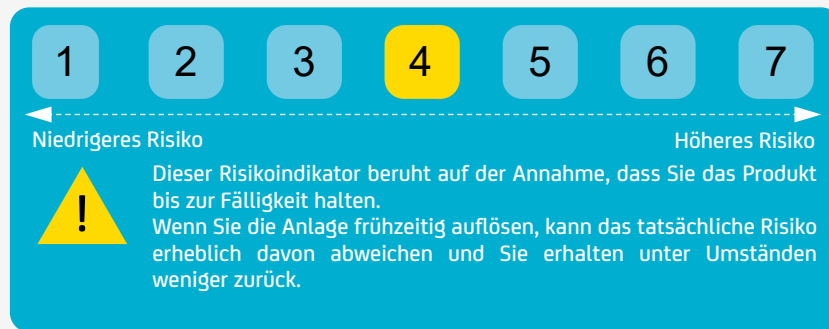 1 2 3 4 5 6 7
Niedrigeres Risiko Höheres Risiko
Dieser Risikoindikator beruht auf der Annahme, dass Sie das Produkt
bis zur Fälligkeit halten.
! Wenn Sie die Anlage frühzeitig auflösen, kann das tatsächliche Risiko
erheblich davon abweichen und Sie erhalten unter Umständen
weniger zurück.